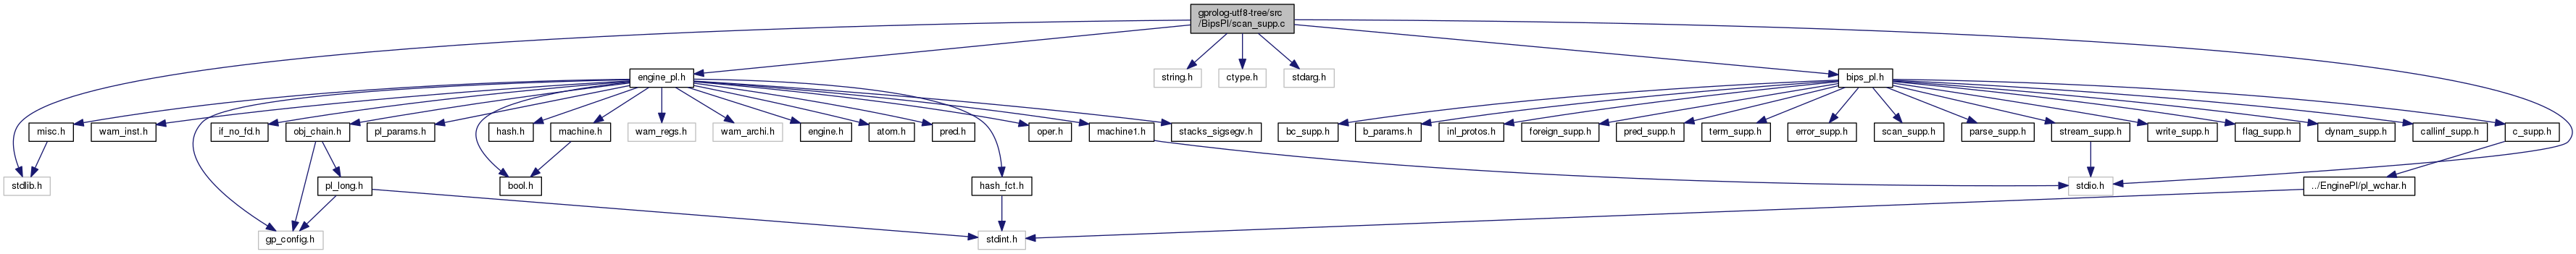 gprolog-utf8-tree/src
/BipsPl/scan_supp.c
engine_pl.h
string.h
ctype.h
stdarg.h
bips_pl.h
misc.h
wam_inst.h
if_no_fd.h
obj_chain.h
pl_params.h
hash.h
machine.h
wam_regs.h
wam_archi.h
engine.h
atom.h
pred.h
oper.h
machine1.h
stacks_sigsegv.h
bc_supp.h
b_params.h
inl_protos.h
foreign_supp.h
pred_supp.h
term_supp.h
error_supp.h
scan_supp.h
parse_supp.h
stream_supp.h
write_supp.h
flag_supp.h
dynam_supp.h
callinf_supp.h
c_supp.h
stdlib.h
pl_long.h
bool.h
hash_fct.h
stdio.h
../EnginePl/pl_wchar.h
gp_config.h
stdint.h